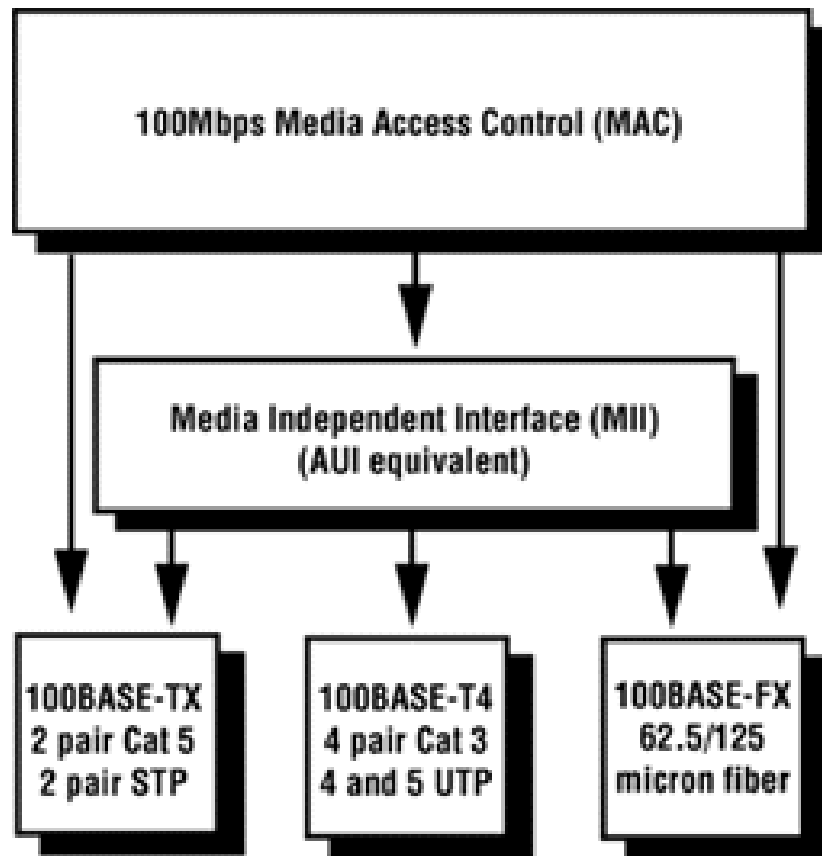 100Mbps Media Access Control (MAC)
Media Independent Interface (MII)
(AUI equivalent)
100BASE-TX
2 pair Cat 5
2 pair STP
100BASE-T4
4 pair Cat 3
4 and 5 UTP
100BASE-FX
62.5/125
micron fiber